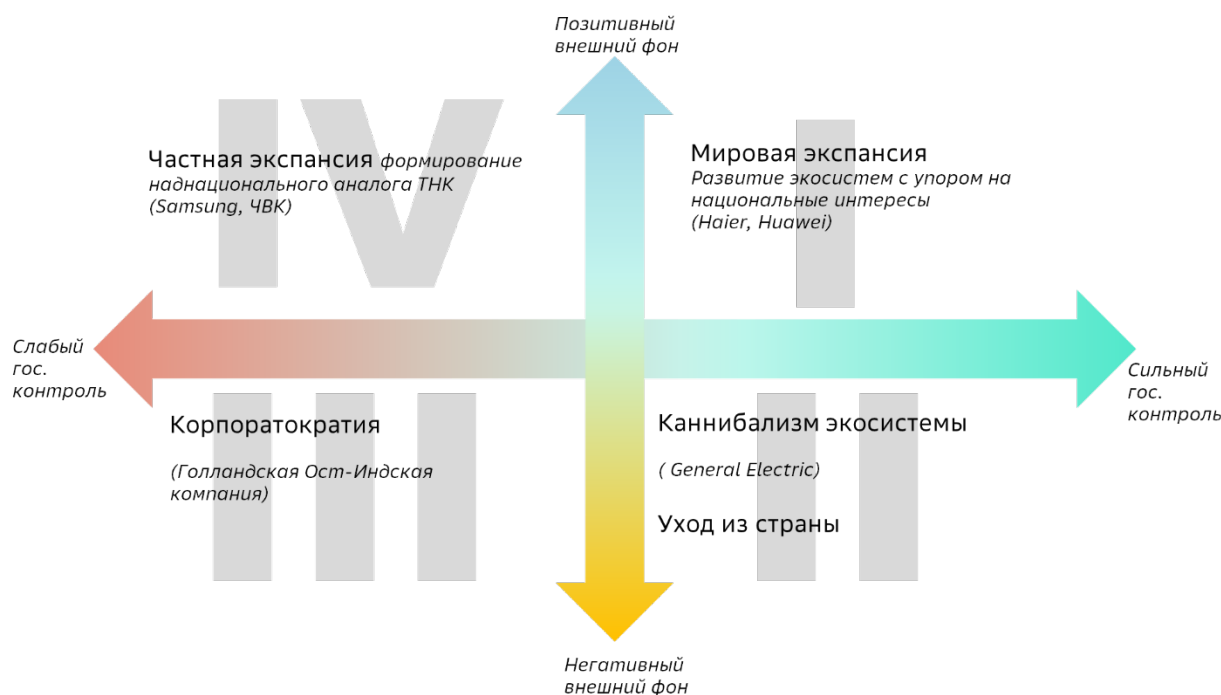 Позитивный
внешний фон
IV
Частная экспансия формирование
наднационального аналога ТНК
(Samsung, ЧВК)
I
Мировая экспансия
Развитие экосистем с упором на
национальные интересы
(Haier, Huawei)
Слабый
гос.
контроль
Сильный
гос.
контроль
III
Корпоратократия
(Голландская Ост-Индская
компания)
II
Каннибализм экосистемы
( General Electric)
Уход из страны
Негативный
внешний фон